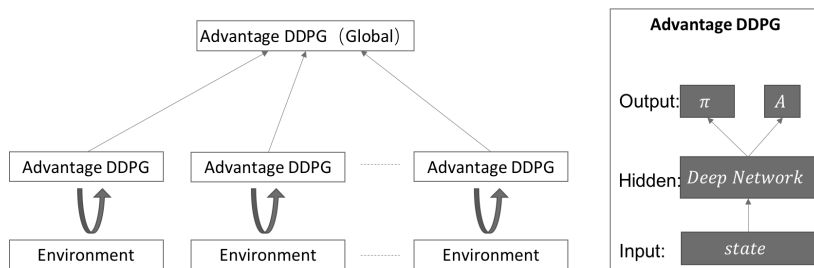 Advantage DDPG（Global）
Advantage DDPG Advantage DDPG Advantage DDPG
Environment Environment Environment
Advantage DDPG
Output: π A
Hidden: Deep Network
Input: state